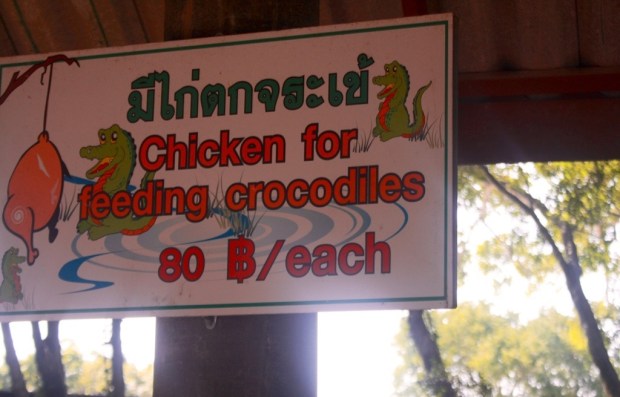 มีไก่ตกจระเข้
Chicken for
feeding crocodiles
80 ฿/each